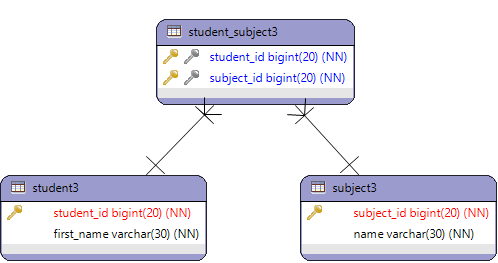 student_subject3
student_id bigint(20) (NN)
subject_id bigint(20) (NN)
student3
student_id bigint(20) (NN)
first_name varchar(30) (NN)
subject3
subject_id bigint(20) (NN)
name varchar(30) (NN)